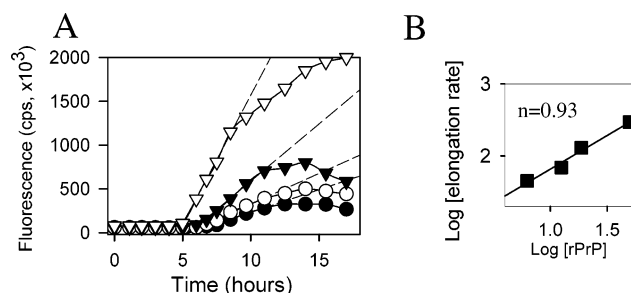 A
Fluorescence (cps, x10³)
2000
1500
1000
500
0
0 5 10 15
Time (hours)
B
Log [elongation rate]
3
2
n=0.93
1.0 1.5
Log [rPrP]